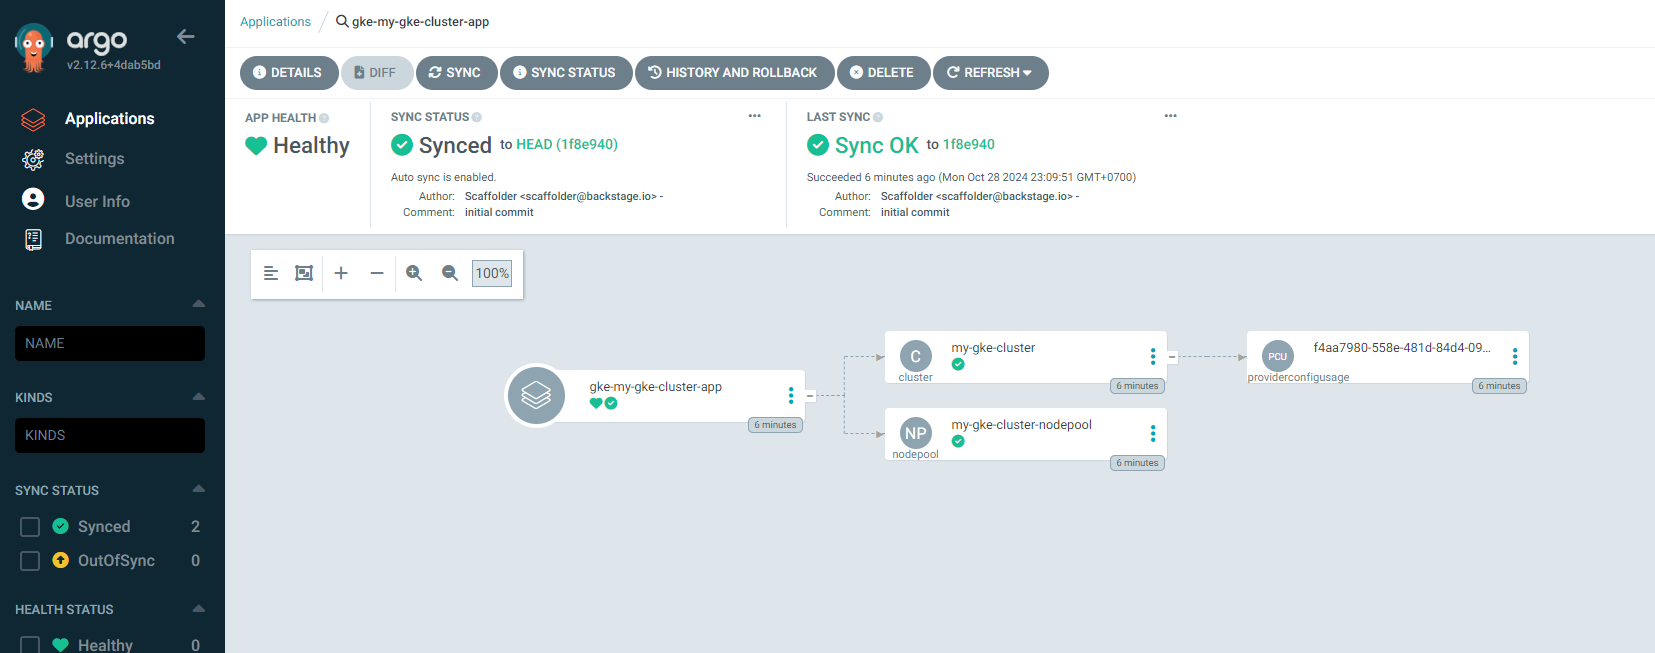 argo
v2.12.6+4dab5bd
Applications
Settings
User Info
Documentation
NAME
NAME
KINDS
KINDS
SYNC STATUS
Synced 2
OutOfSync 0
HEALTH STATUS
Healthy 0
Applications / gke-my-gke-cluster-app
DETAILS DIFF SYNC SYNC STATUS HISTORY AND ROLLBACK DELETE REFRESH
APP HEALTH
Healthy
SYNC STATUS
Synced to HEAD (1f8e940)
Auto sync is enabled.
Author: Scaffolder <scaffolder@backstage.io> -
Comment: initial commit
LAST SYNC
Sync OK to 1f8e940
Succeeded 6 minutes ago (Mon Oct 28 2024 23:09:51 GMT+0700)
Author: Scaffolder <scaffolder@backstage.io> -
Comment: initial commit
100%
gke-my-gke-cluster-app
6 minutes
C
cluster
my-gke-cluster
6 minutes
NP
nodepool
my-gke-cluster-nodepool
6 minutes
PCU
providerconfigusage
f4aa7980-558e-481d-84d4-09...
6 minutes